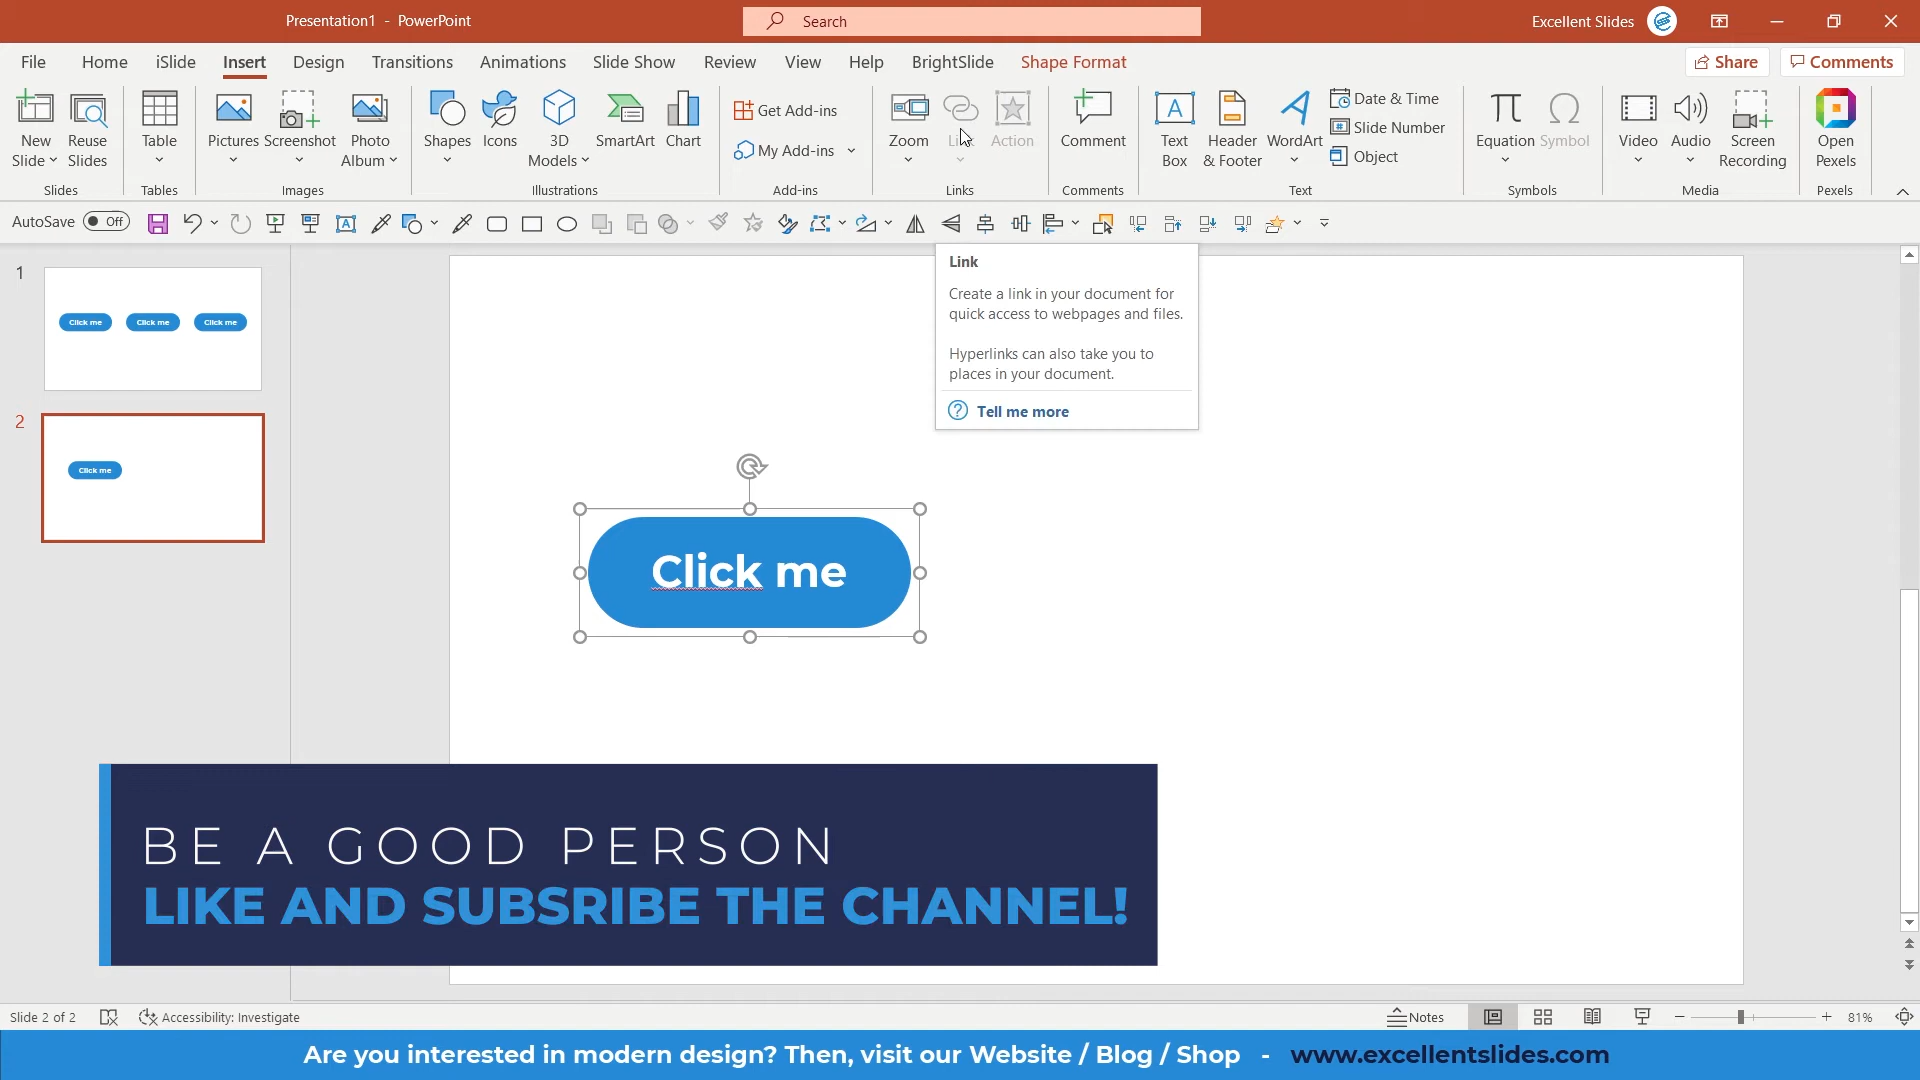 Presentation1 - PowerPoint
Search
Excellent Slides
File Home iSlide Insert Design Transitions Animations Slide Show Review View Help BrightSlide Shape Format
Share
Comments
New Slide
Reuse Slides
Slides
Table
Tables
Pictures
Screenshot
Photo Album
Images
Shapes
Icons
3D Models
SmartArt
Chart
Illustrations
Get Add-ins
My Add-ins
Add-ins
Zoom
Link
Action
Links
Comment
Comments
Text Box
Header & Footer
WordArt
Date & Time
Slide Number
Object
Text
Equation
Symbol
Symbols
Video
Audio
Screen Recording
Media
Open Pexels
Pexels
AutoSave Off
Link
Create a link in your document for
quick access to webpages and files.
Hyperlinks can also take you to
places in your document.
Tell me more
1
Click me Click me Click me
2
Click me
Click me
BE A GOOD PERSON
LIKE AND SUBSRIBE THE CHANNEL!
Slide 2 of 2
Accessibility: Investigate
Notes
81%
Are you interested in modern design? Then, visit our Website / Blog / Shop - www.excellentslides.com